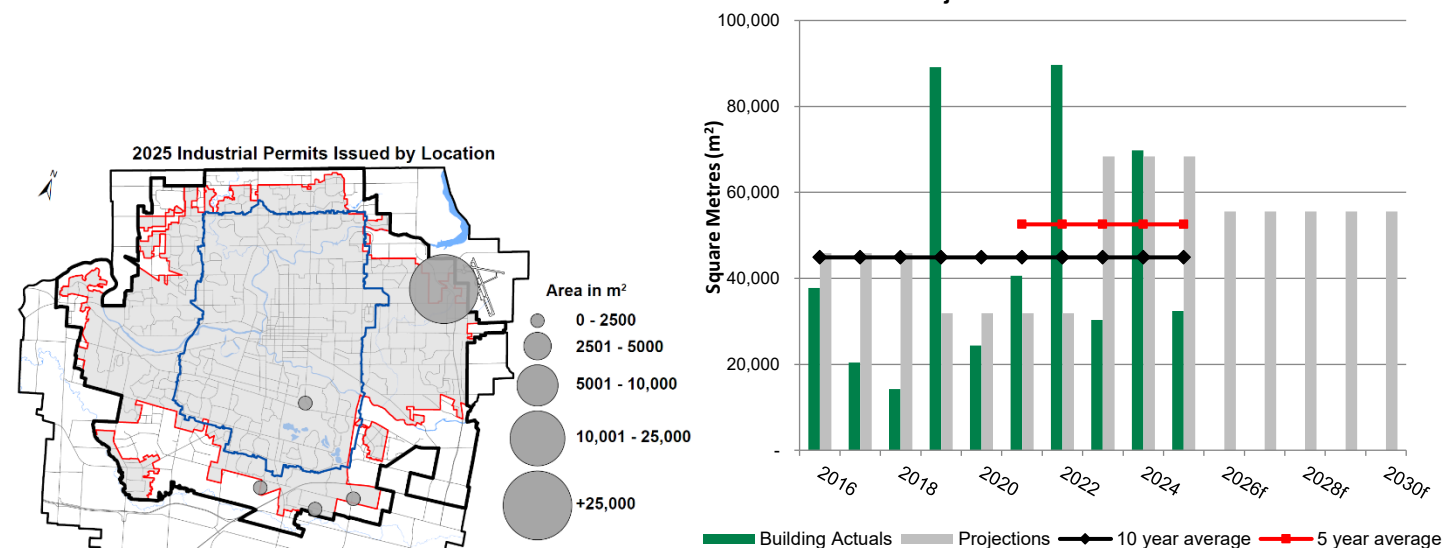 2025 Industrial Permits Issued by Location
N
Area in m²
0 - 2500
2501 - 5000
5001 - 10,000
10,001 - 25,000
+25,000
Square Metres (m²)
100,000
80,000
60,000
40,000
20,000
-
2016
2018
2020
2022
2024
2026f
2028f
2030f
Building Actuals
Projections
10 year average
5 year average